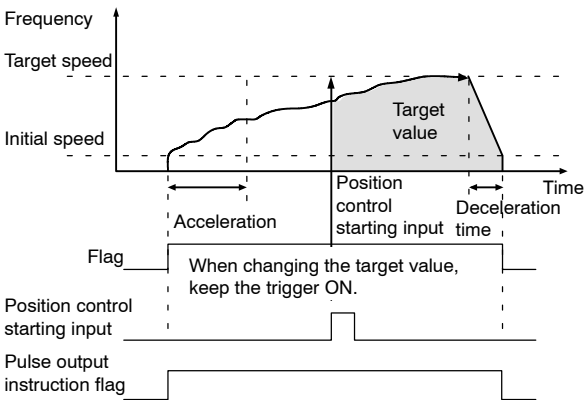 Frequency
Target speed
Target
value
Initial speed
Time
Position
control
starting input
Deceleration
time
Acceleration
Flag
When changing the target value,
keep the trigger ON.
Position control
starting input
Pulse output
instruction flag